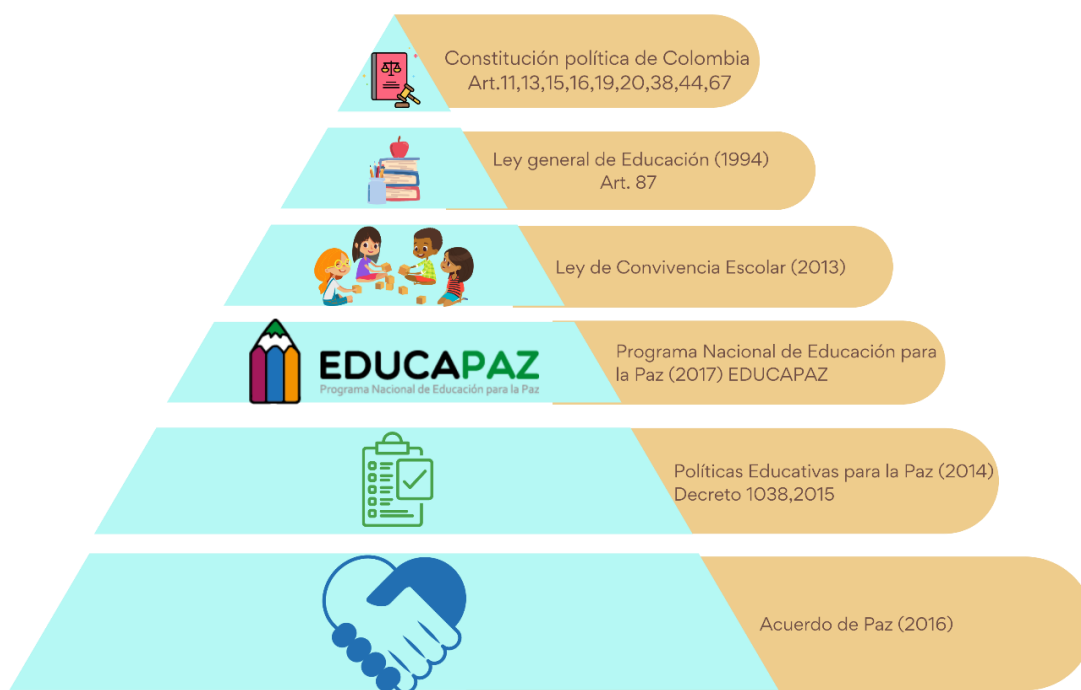 Constitución política de Colombia
Art.11,13,15,16,19,20,38,44,67
Ley general de Educación (1994)
Art. 87
Ley de Convivencia Escolar (2013)
EDUCAPAZ
Programa Nacional de Educación para la Paz
Programa Nacional de Educación para
la Paz (2017) EDUCAPAZ
Políticas Educativas para la Paz (2014)
Decreto 1038,2015
Acuerdo de Paz (2016)